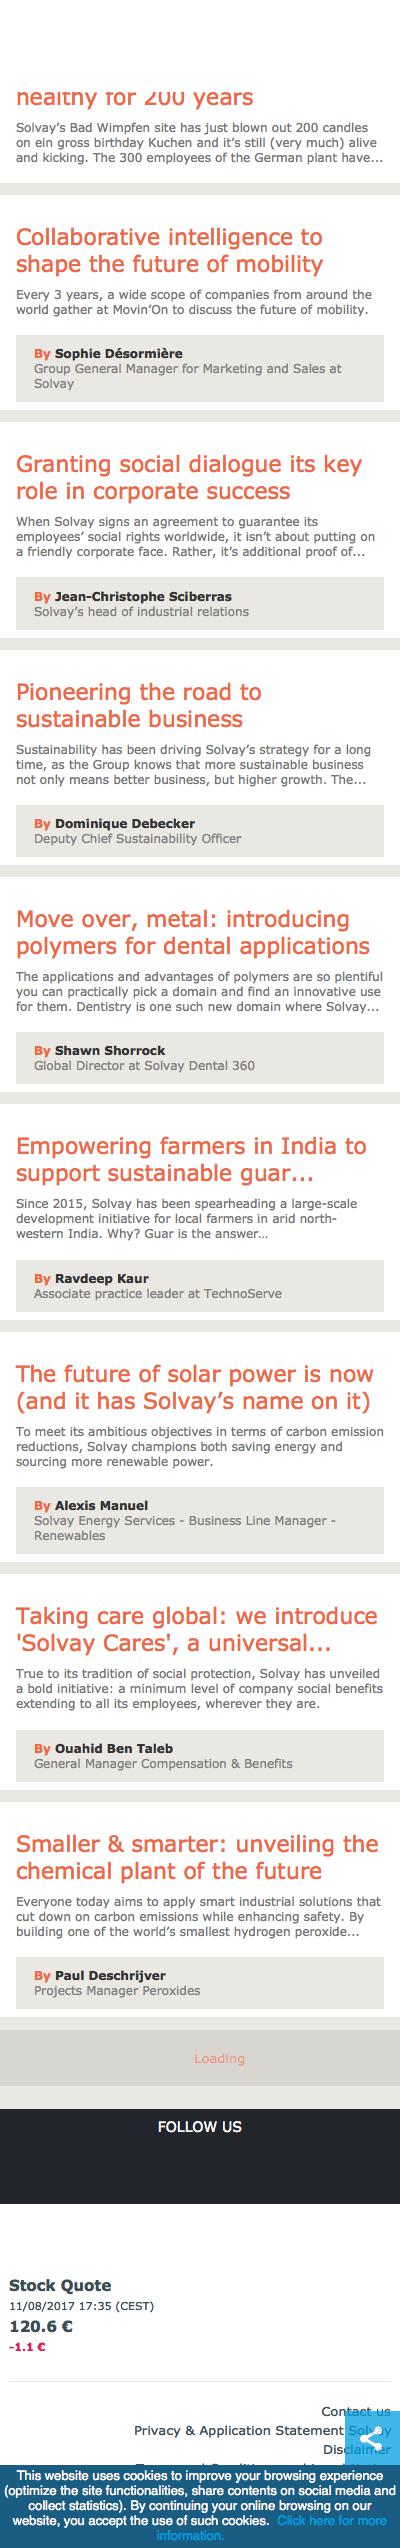 healthy for 200 years
Solvay’s Bad Wimpfen site has just blown out 200 candles
on ein gross birthday Kuchen and it’s still (very much) alive
and kicking. The 300 employees of the German plant have...
Collaborative intelligence to
shape the future of mobility
Every 3 years, a wide scope of companies from around the
world gather at Movin’On to discuss the future of mobility.
By Sophie Désormière
Group General Manager for Marketing and Sales at
Solvay
Granting social dialogue its key
role in corporate success
When Solvay signs an agreement to guarantee its
employees’ social rights worldwide, it isn’t about putting on
a friendly corporate face. Rather, it’s additional proof of...
By Jean-Christophe Sciberras
Solvay’s head of industrial relations
Pioneering the road to
sustainable business
Sustainability has been driving Solvay’s strategy for a long
time, as the Group knows that more sustainable business
not only means better business, but higher growth. The...
By Dominique Debecker
Deputy Chief Sustainability Officer
Move over, metal: introducing
polymers for dental applications
The applications and advantages of polymers are so plentiful
you can practically pick a domain and find an innovative use
for them. Dentistry is one such new domain where Solvay...
By Shawn Shorrock
Global Director at Solvay Dental 360
Empowering farmers in India to
support sustainable guar...
Since 2015, Solvay has been spearheading a large-scale
development initiative for local farmers in arid north-
western India. Why? Guar is the answer...
By Ravdeep Kaur
Associate practice leader at TechnoServe
The future of solar power is now
(and it has Solvay’s name on it)
To meet its ambitious objectives in terms of carbon emission
reductions, Solvay champions both saving energy and
sourcing more renewable power.
By Alexis Manuel
Solvay Energy Services - Business Line Manager -
Renewables
Taking care global: we introduce
'Solvay Cares', a universal...
True to its tradition of social protection, Solvay has unveiled
a bold initiative: a minimum level of company social benefits
extending to all its employees, wherever they are.
By Ouahid Ben Taleb
General Manager Compensation & Benefits
Smaller & smarter: unveiling the
chemical plant of the future
Everyone today aims to apply smart industrial solutions that
cut down on carbon emissions while enhancing safety. By
building one of the world’s smallest hydrogen peroxide...
By Paul Deschrijver
Projects Manager Peroxides
Loading
FOLLOW US
Stock Quote
11/08/2017 17:35 (CEST)
120.6 €
-1.1 €
Contact us
Privacy & Application Statement Solvay
Disclaimer
This website uses cookies to improve your browsing experience
(optimize the site functionalities, share contents on social media and
collect statistics). By continuing your online browsing on our
website, you accept the use of such cookies. Click here for more
information.